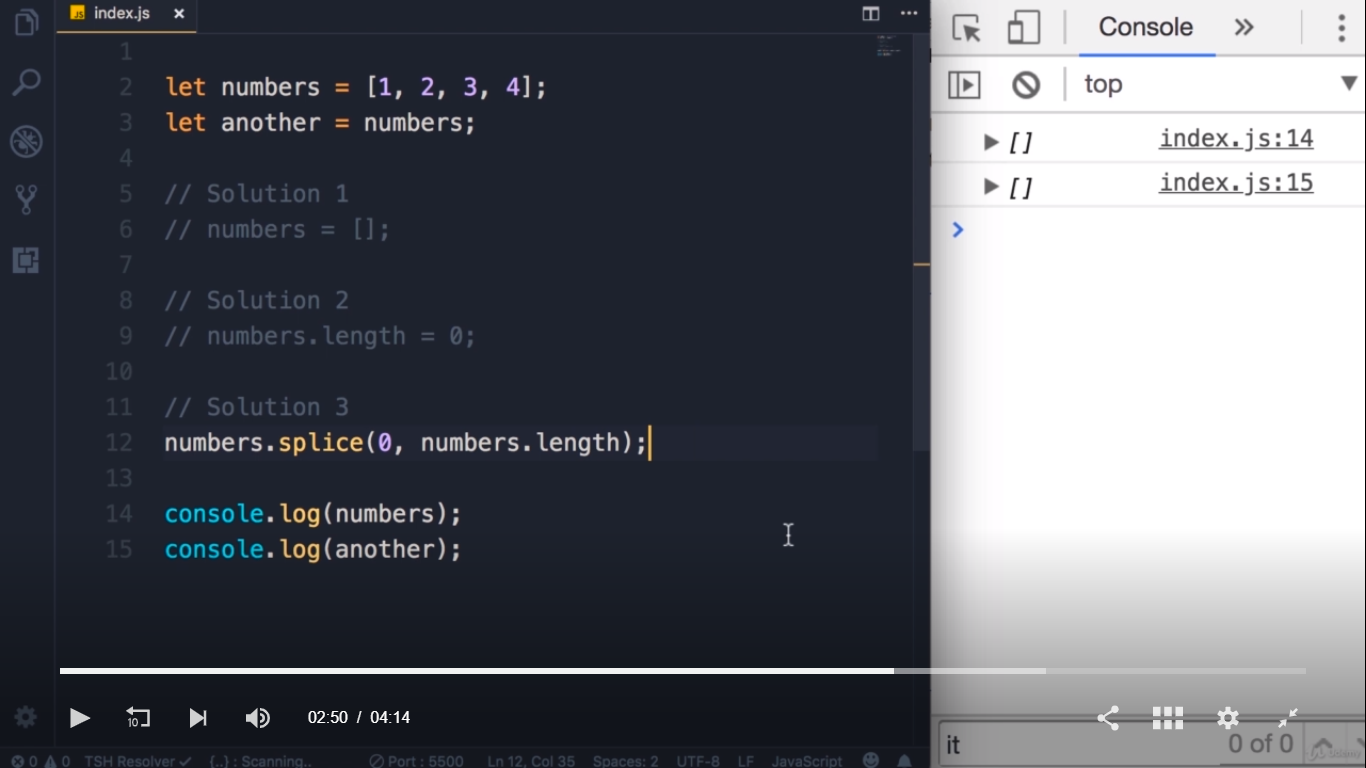 index.js
1
2 let numbers = [1, 2, 3, 4];
3 let another = numbers;
4
5 // Solution 1
6 // numbers = [];
7
8 // Solution 2
9 // numbers.length = 0;
10
11 // Solution 3
12 numbers.splice(0, numbers.length);
13
14 console.log(numbers);
15 console.log(another);
Console
top
[] index.js:14
[] index.js:15
10
02:50 / 04:14
it 0 of 0
0 0 TSH Resolver {..} : Scanning.. Port : 5500 Ln 12, Col 35 Spaces: 2 UTF-8 LF JavaScript